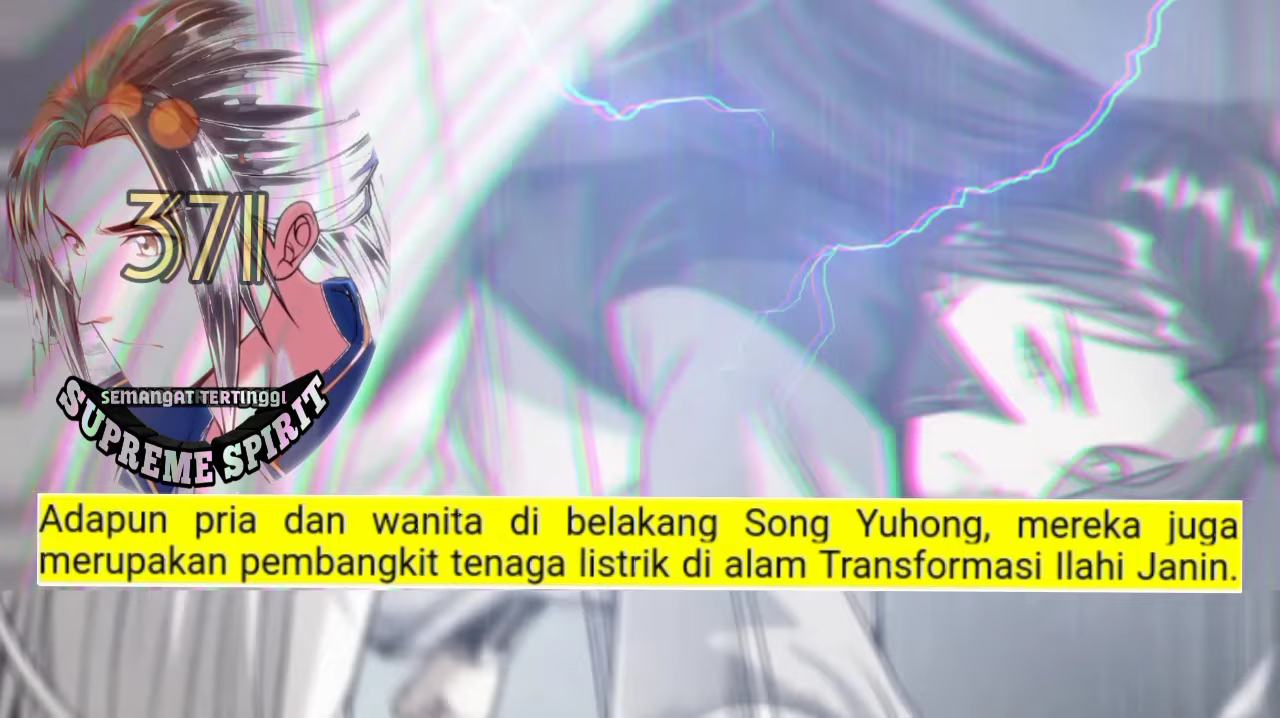 371
SEMANGAT TERTINGGI
SUPREME SPIRIT
Adapun pria dan wanita di belakang Song Yuhong, mereka juga
merupakan pembangkit tenaga listrik di alam Transformasi Ilahi Janin.